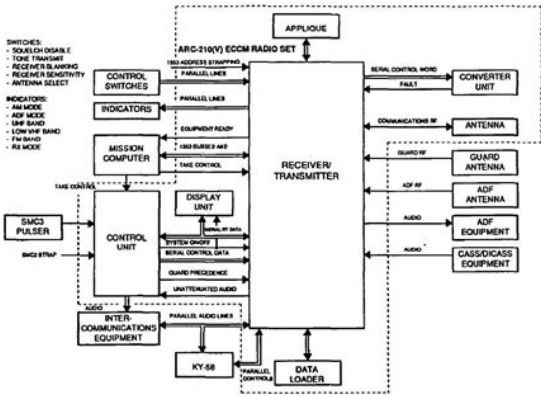 APPLIQUE
SWITCHES:
- SQUELCH DISABLE
- TONE TRANSMIT
- RECEIVER BLANKING
- RECEIVER SENSITIVITY
- ANTENNA SELECT
INDICATORS:
- AM MODE
- ADF MODE
- UHF BAND
- LOW VHF BAND
- FM BAND
- RX MODE
ARC-210(V) ECCM RADIO SET
1553 ADDRESS STRAPPING
PARALLEL LINES
CONTROL
SWITCHES
PARALLEL LINES
INDICATORS
EQUIPMENT READY
1553 BUSSES A&B
TAKE CONTROL
MISSION
COMPUTER
TAKE CONTROL
RECEIVER/
TRANSMITTER
SERIAL CONTROL WORD
FAULT
CONVERTER
UNIT
COMMUNICATIONS RF
ANTENNA
GUARD RF
GUARD
ANTENNA
ADF RF
ADF
ANTENNA
AUDIO
ADF
EQUIPMENT
AUDIO
CASS/DICASS
EQUIPMENT
SMC3
PULSER
SMC3 STRAP
CONTROL
UNIT
DISPLAY
UNIT
SERIAL RT DATA
SYSTEM ON/OFF
SERIAL CONTROL DATA
GUARD PRECEDENCE
UNATTENUATED AUDIO
AUDIO
INTER-
COMMUNICATIONS
EQUIPMENT
PARALLEL AUDIO LINES
KY-58
PARALLEL
CONTROLS
DATA
LOADER